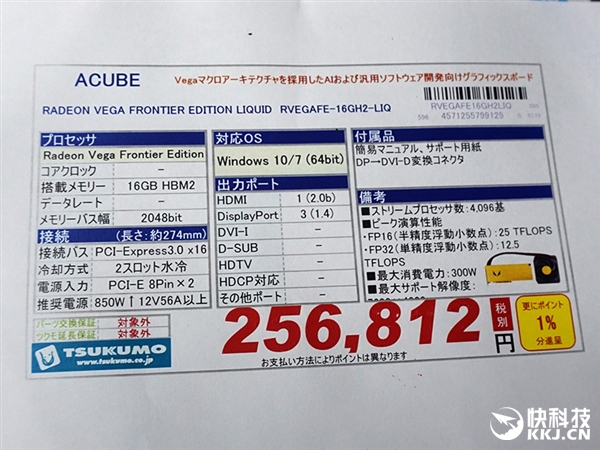 ACUBE
Vegaマクロアーキテクチャを採用したAIおよび汎用ソフトウェア開発向けグラフィックスボード
RADEON VEGA FRONTIER EDITION LIQUID RVEGAFE-16GH2-LIQ
RVEGAFE16GH2LIQ
596 4571255799125
プロセッサ
Radeon Vega Frontier Edition
コアクロック -
搭載メモリー 16GB HBM2
データレート -
メモリーバス幅 2048bit
接続 (長さ:約274mm)
接続バス PCI-Express3.0 x16
冷却方式 2スロット水冷
電源入力 PCI-E 8Pin×2
推奨電源 850W↑12V56A以上
パーツ交換保証 対象外
ツクモ延長保証 対象外
TSUKUMO
www.tsukumo.co.jp
対応OS
Windows 10/7 (64bit)
出力ポート
HDMI 1 (2.0b)
DisplayPort 3 (1.4)
DVI-I -
D-SUB -
HDTV -
HDCP対応 -
その他ポート -
付属品
簡易マニュアル、サポート用紙
DP→DVI-D変換コネクタ
備考
■ストリームプロセッサ数:4,096基
■ピーク演算性能
・FP16(半精度浮動小数点):25 TFLOPS
・FP32(単精度浮動小数点):12.5
TFLOPS
■最大消費電力:300W
■最大サポート解像度:
256,812
税別
円
お支払い方法によりポイントは異なります
更にポイント
1%
分進呈
快科技
KKJ.CN